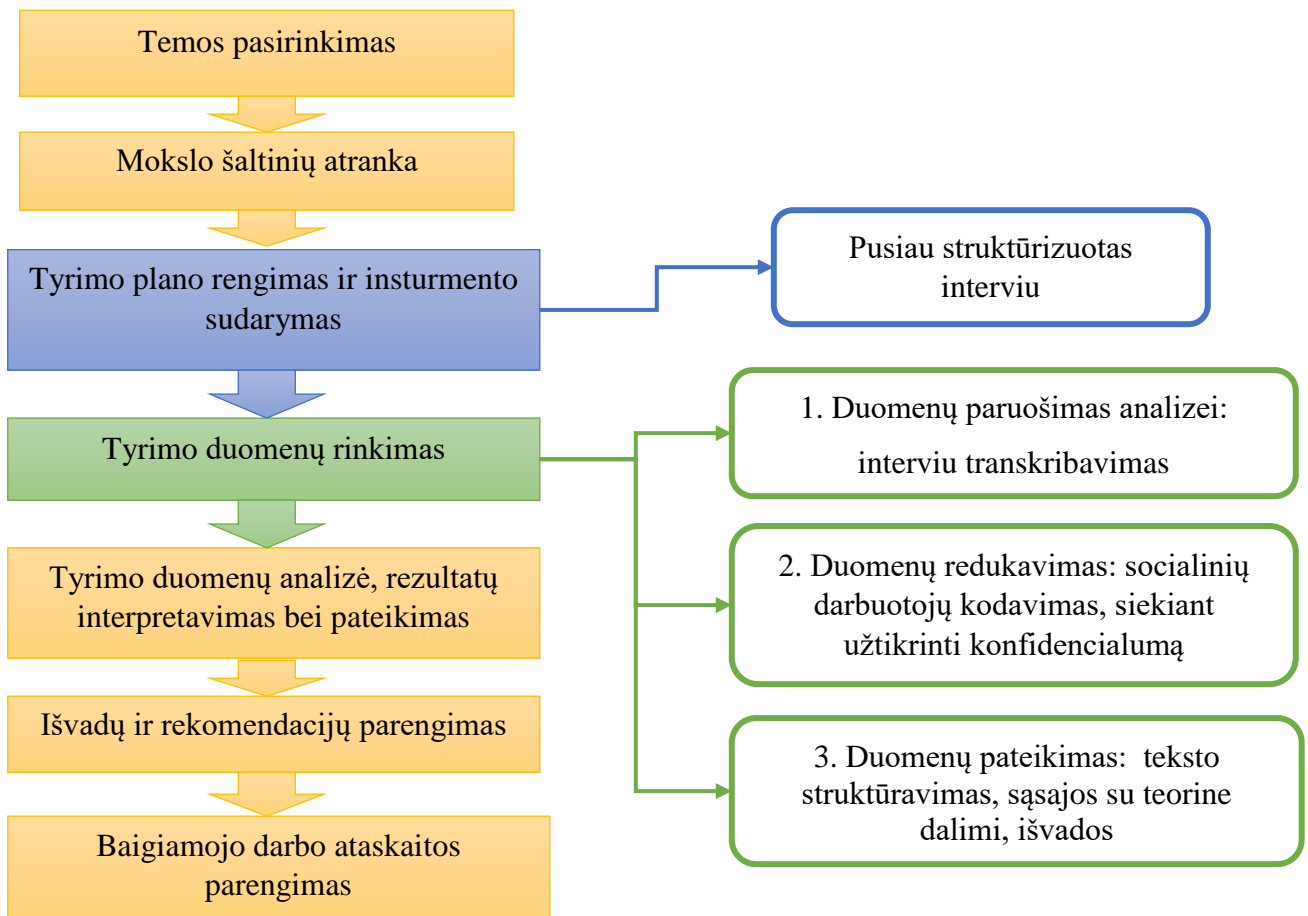 Temos pasirinkimas
Mokslo šaltinių atranka
Tyrimo plano rengimas ir insturmento
sudarymas
Pusiau struktūrizuotas
interviu
Tyrimo duomenų rinkimas
1. Duomenų paruošimas analizei:
interviu transkribavimas
2. Duomenų redukavimas: socialinių
darbuotojų kodavimas, siekiant
užtikrinti konfidencialumą
3. Duomenų pateikimas: teksto
struktūravimas, sąsajos su teorine
dalimi, išvados
Tyrimo duomenų analizė, rezultatų
interpretavimas bei pateikimas
Išvadų ir rekomendacijų parengimas
Baigiamojo darbo ataskaitos
parengimas